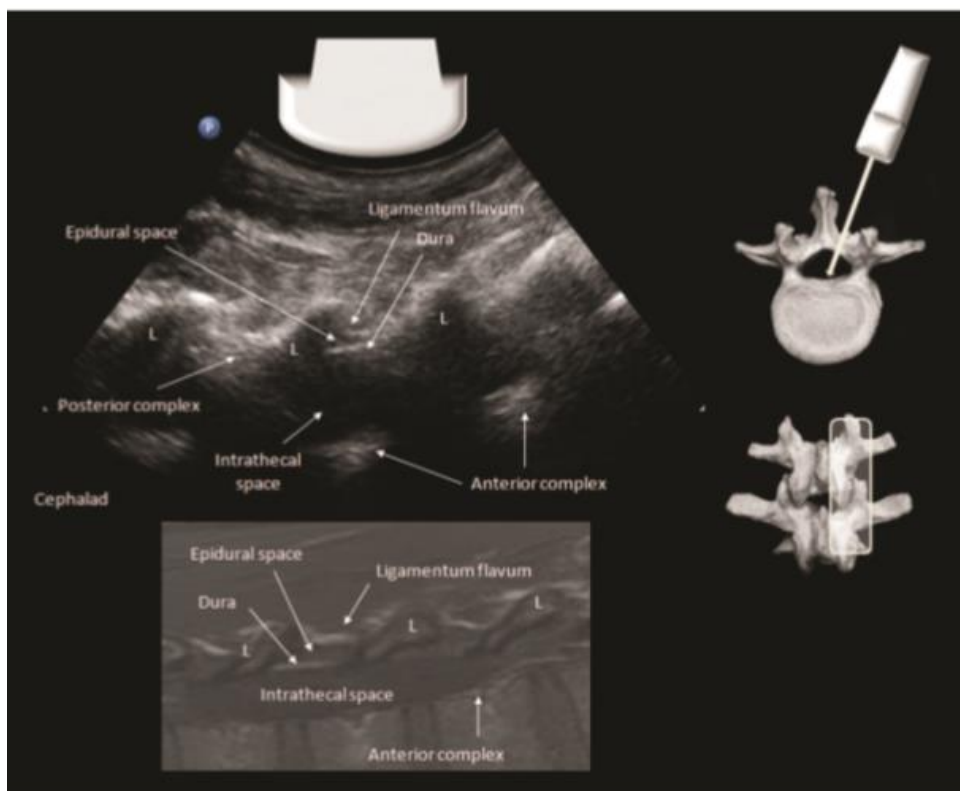 P
Ligamentum flavum
Dura
Epidural space
L
L
L
Posterior complex
Intrathecal
space
Anterior complex
Cephalad
Epidural space
Ligamentum flavum
Dura
L
L
L
Intrathecal space
Anterior complex